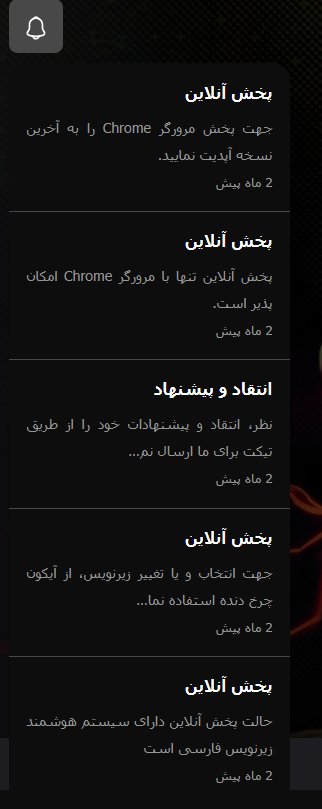 پخش آنلاین
جهت پخش مرورگر Chrome را به آخرین
نسخه آپدیت نمایید.
2 ماه پیش
پخش آنلاین
پخش آنلاین تنها با مرورگر Chrome امکان
پذیر است.
2 ماه پیش
انتقاد و پیشنهاد
نظر، انتقاد و پیشنهادات خود را از طریق
تیکت برای ما ارسال نم...
2 ماه پیش
پخش آنلاین
جهت انتخاب و یا تغییر زیرنویس، از آیکون
چرخ دنده استفاده نما...
2 ماه پیش
پخش آنلاین
حالت پخش آنلاین دارای سیستم هوشمند
زیرنویس فارسی است
2 ماه پیش